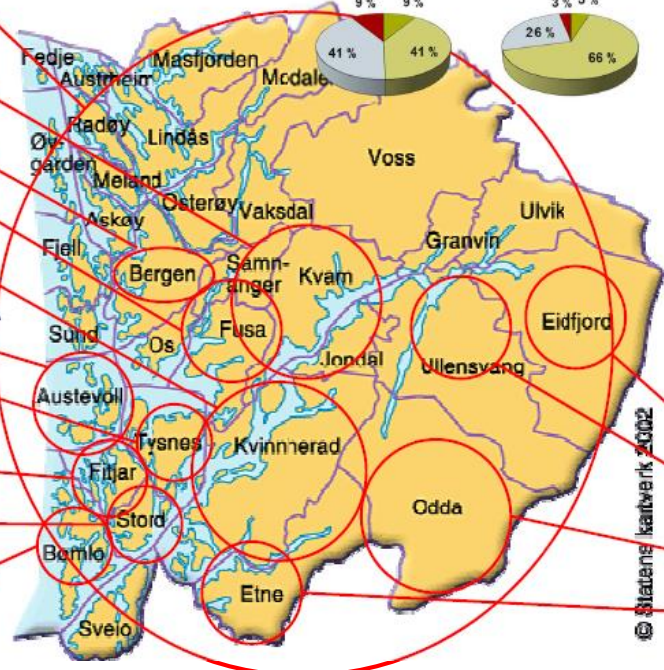 9 % 9 %
3 % 5 %
41 % 41 %
26 % 66 %
Fedje
Masfjorden
Austrheim
Modalen
Radøy
Øy-
garden
Lindås
Voss
Meland
Osterøy
Vaksdal
Ulvik
Askøy
Granvin
Fjell
Bergen
Samn-
anger
Kvam
Eidfjord
Fusa
Sund
Os
Jondal
Ullensvang
Austevoll
Tysnes
Kvinnherad
Fitjar
Odda
Stord
Bømlo
Etne
Sveio
© Statens kartverk 2002